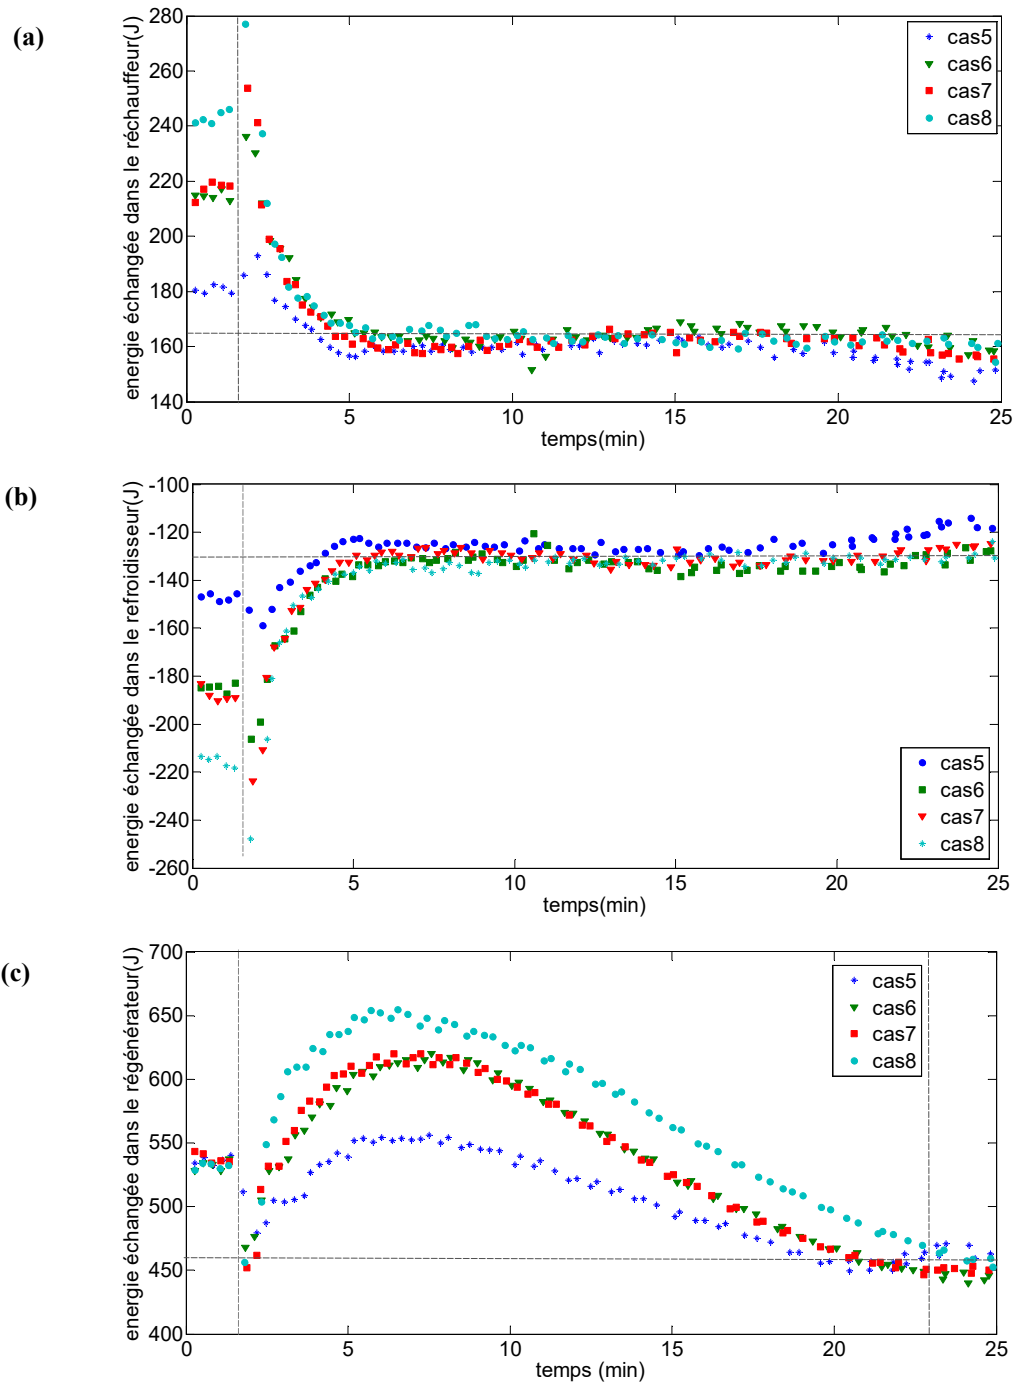 (a)
energie échangée dans le réchauffeur(J)
280
260
240
220
200
180
160
140
0
5
10
15
20
25
temps(min)
cas5
cas6
cas7
cas8
(b)
energie échangée dans le refroidisseur(J)
-100
-120
-140
-160
-180
-200
-220
-240
-260
0
5
10
15
20
25
temps(min)
cas5
cas6
cas7
cas8
(c)
energie échangée dans le régénérateur(J)
700
650
600
550
500
450
400
0
5
10
15
20
25
temps (min)
cas5
cas6
cas7
cas8